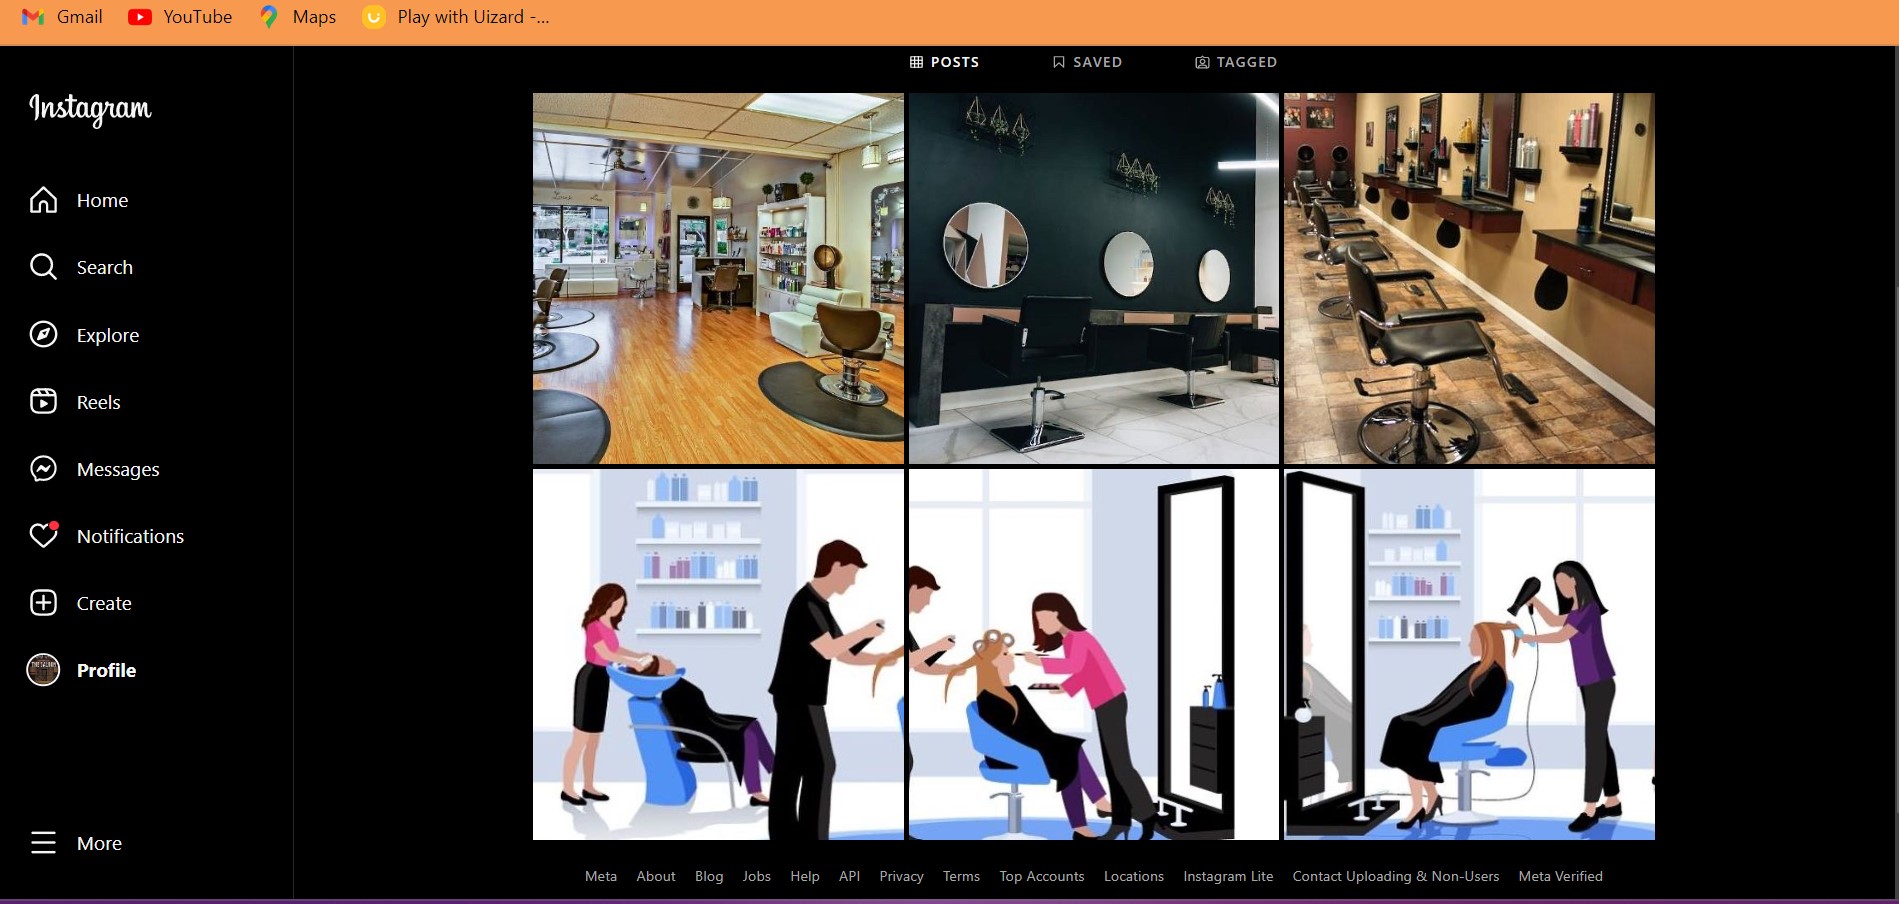 Gmail YouTube Maps Play with Uizard -...
POSTS SAVED TAGGED
Instagram
Home
Search
Explore
Reels
Messages
Notifications
Create
Profile
More
Meta About Blog Jobs Help API Privacy Terms Top Accounts Locations Instagram Lite Contact Uploading & Non-Users Meta Verified